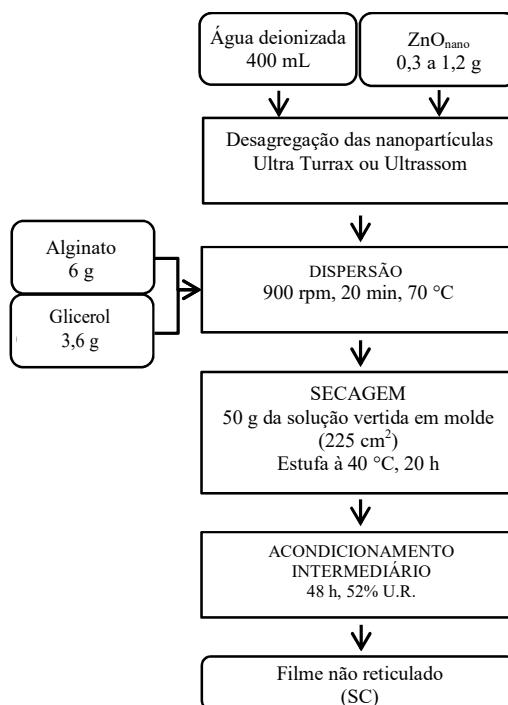 Água deionizada
400 mL
ZnOnano
0,3 a 1,2 g
Desagregação das nanopartículas
Ultra Turrax ou Ultrassom
Alginato
6 g
Glicerol
3,6 g
DISPERSÃO
900 rpm, 20 min, 70 °C
SECAGEM
50 g da solução vertida em molde
(225 cm²)
Estufa à 40 °C, 20 h
ACONDICIONAMENTO
INTERMEDIÁRIO
48 h, 52% U.R.
Filme não reticulado
(SC)